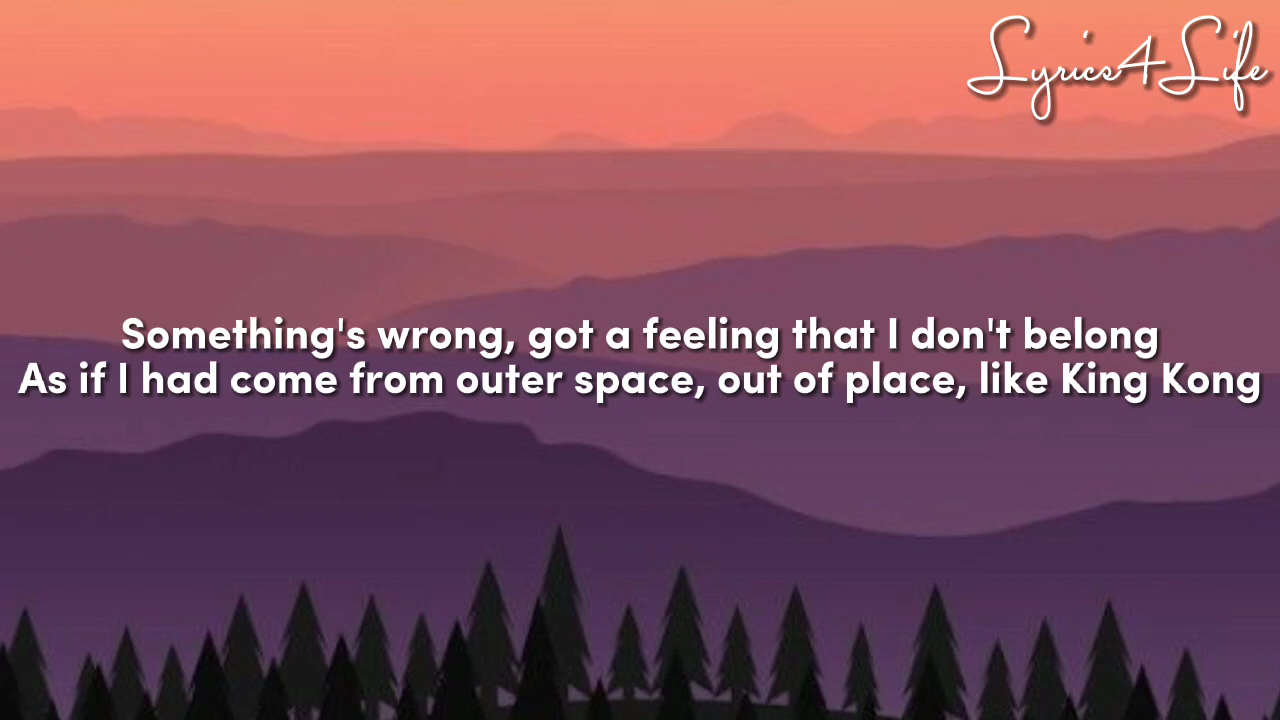 Lyrics4Life
Something's wrong, got a feeling that I don't belong
As if I had come from outer space, out of place, like King Kong